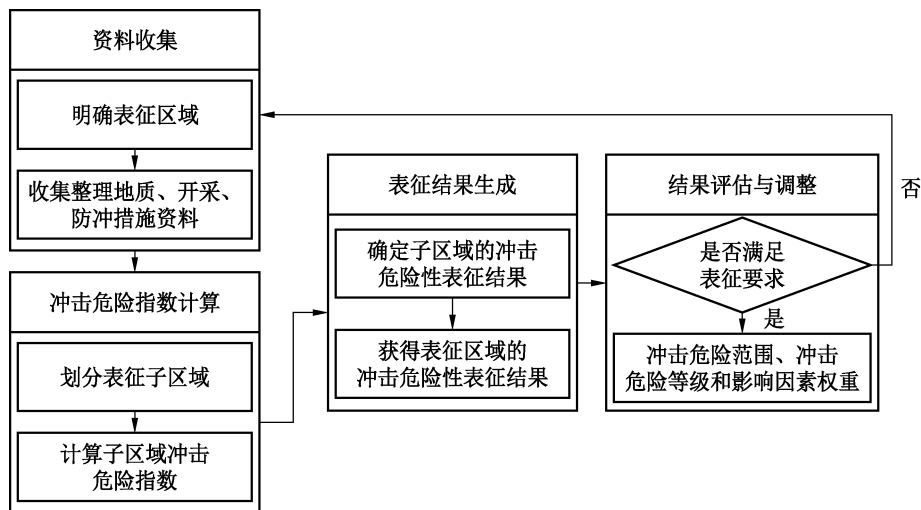 资料收集
明确表征区域
收集整理地质、开采、
防冲措施资料
冲击危险指数计算
划分表征子区域
计算子区域冲击
危险指数
表征结果生成
确定子区域的冲击
危险性表征结果
获得表征区域的
冲击危险性表征结果
结果评估与调整
是否满足
表征要求
否
是
冲击危险范围、冲击
危险等级和影响因素权重